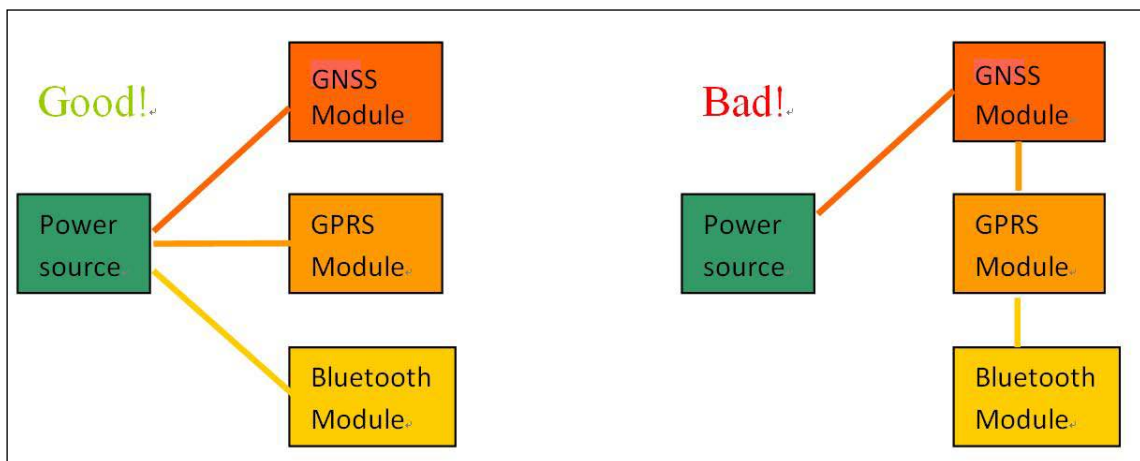 Good!
GNSS
Module
Power
source
GPRS
Module
Bluetooth
Module
Bad!
GNSS
Module
Power
source
GPRS
Module
Bluetooth
Module